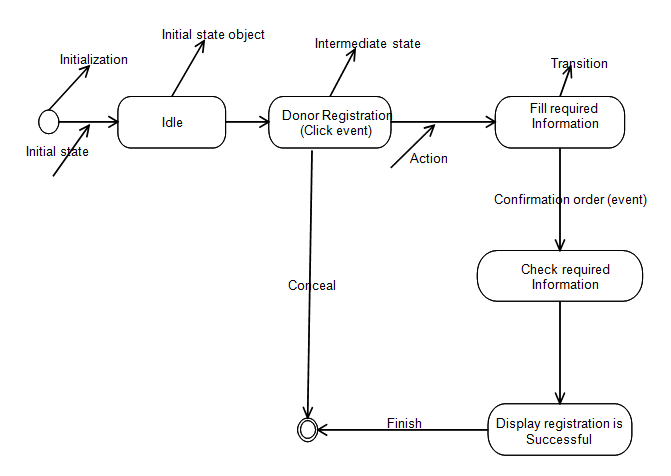 Initial state object
Intermediate state
Initialization
Transition
Idle
Donor Registration
(Click event)
Fill required
Information
Initial state
Action
Confirmation order (event)
Check required
Information
Conceal
Finish
Display registration is
Successful